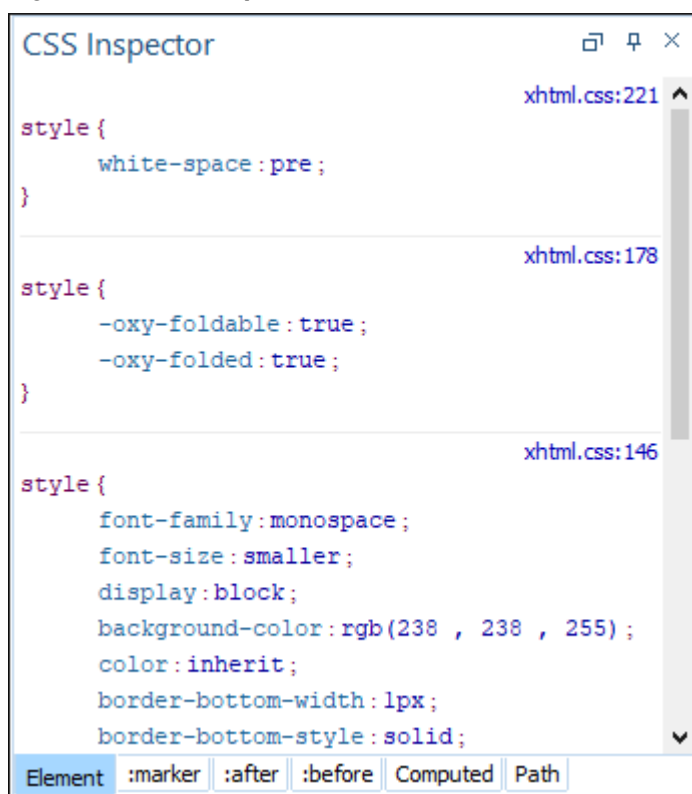 CSS Inspector
xhtml.css:221
style{
white-space:pre;
}
xhtml.css:178
style{
-oxy-foldable:true;
-oxy-folded:true;
}
xhtml.css:146
style{
font-family:monospace;
font-size:smaller;
display:block;
background-color:rgb(238 , 238 , 255);
color:inherit;
border-bottom-width:1px;
border-bottom-style:solid;
Element :marker :after :before Computed Path